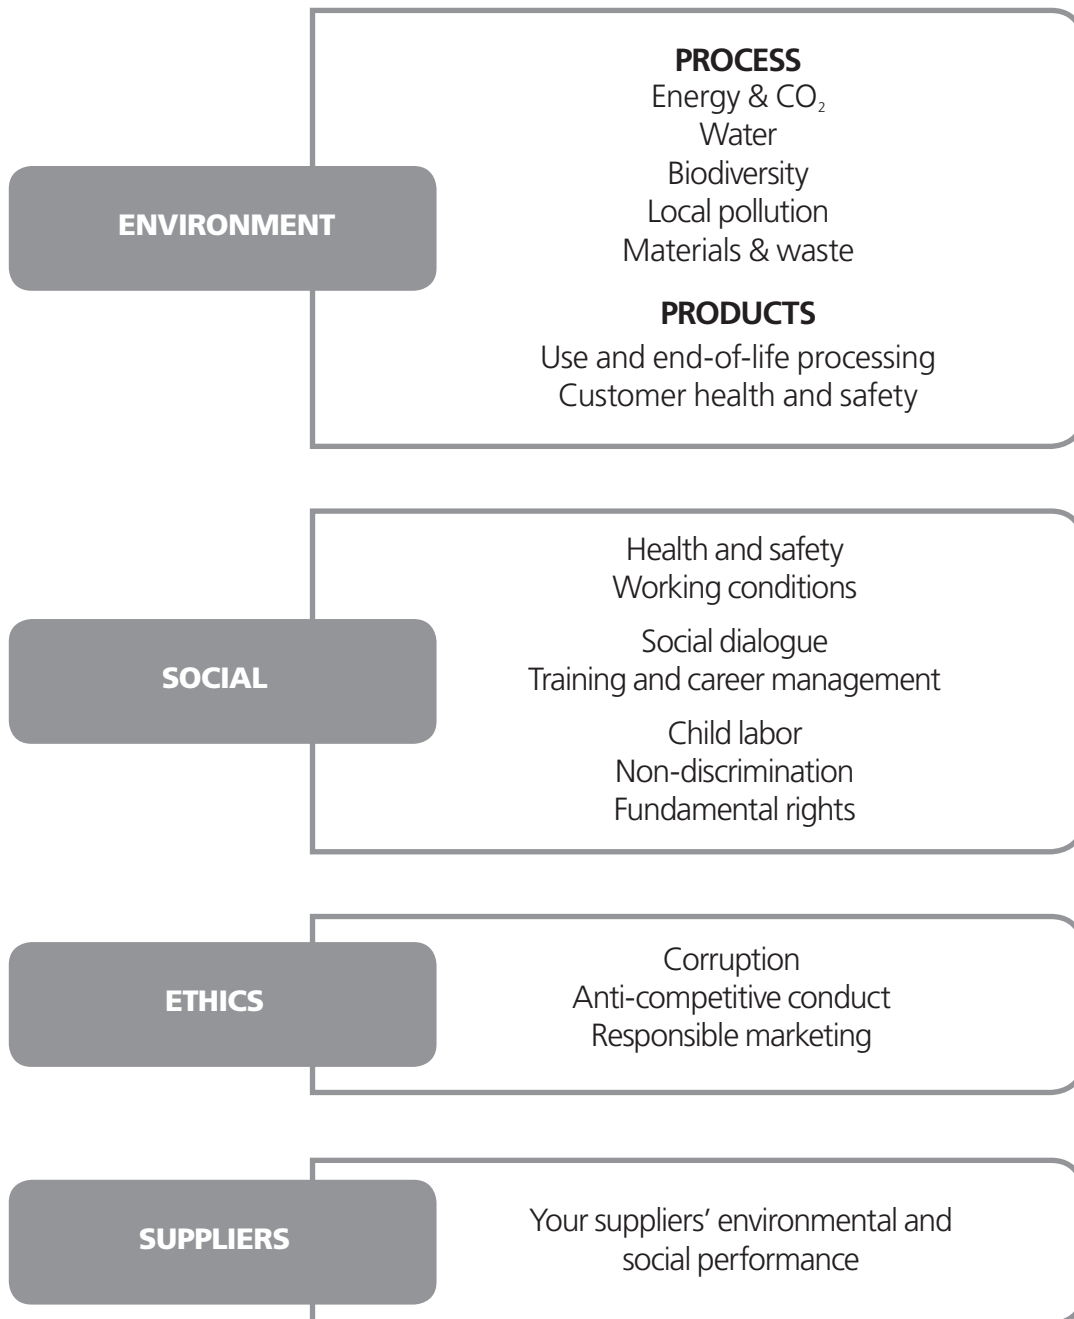 ENVIRONMENT
PROCESS
Energy & CO₂
Water
Biodiversity
Local pollution
Materials & waste
PRODUCTS
Use and end-of-life processing
Customer health and safety
SOCIAL
Health and safety
Working conditions
Social dialogue
Training and career management
Child labor
Non-discrimination
Fundamental rights
ETHICS
Corruption
Anti-competitive conduct
Responsible marketing
SUPPLIERS
Your suppliers’ environmental and
social performance